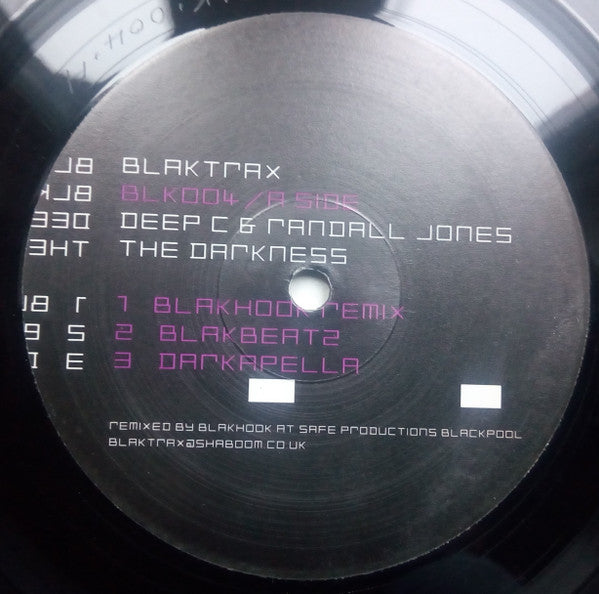 BLAKTRAX
BLK004 / A SIDE
DEEP C & RANDALL JONES
THE DARKNESS
1 BLAKHOOK REMIX
2 BLAKBEATZ
3 DARKAPELLA
REMIXED BY BLAKHOOK AT SAFE PRODUCTIONS BLACKPOOL
BLAKTRAX@SHABOOM.CO.UK